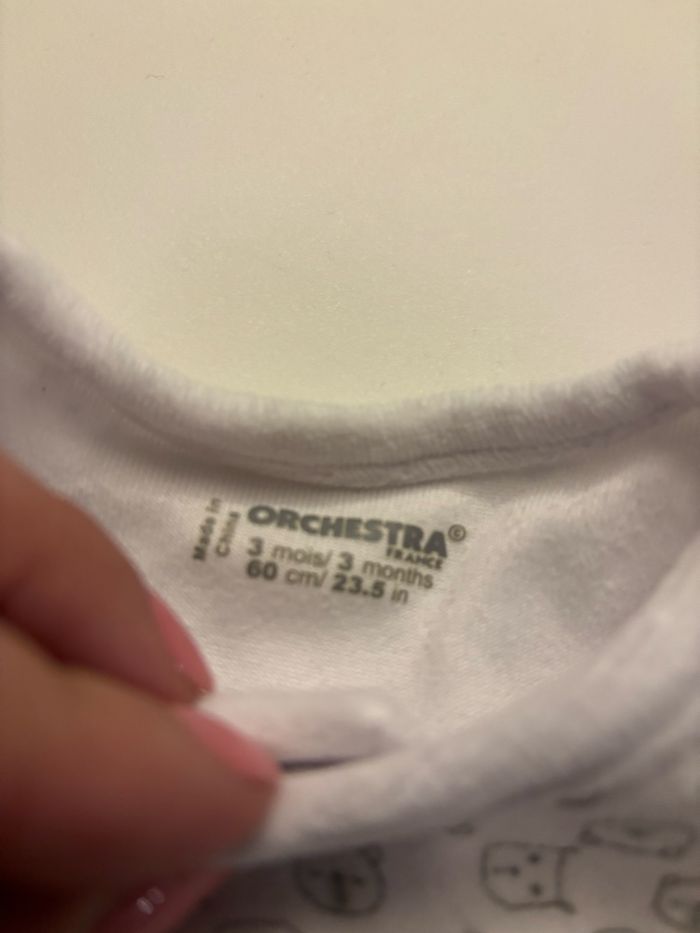 Made in
China
ORCHESTRA©
FRANCE
3 mois/ 3 months
60 cm/ 23.5 in